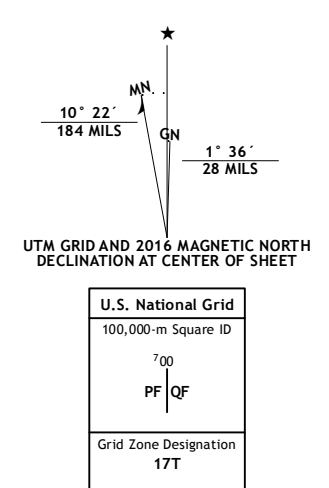 ★
MN
10° 22´
184 MILS
GN
1° 36´
28 MILS
UTM GRID AND 2016 MAGNETIC NORTH
DECLINATION AT CENTER OF SHEET
U.S. National Grid
100,000-m Square ID
⁷00
PF QF
Grid Zone Designation
17T